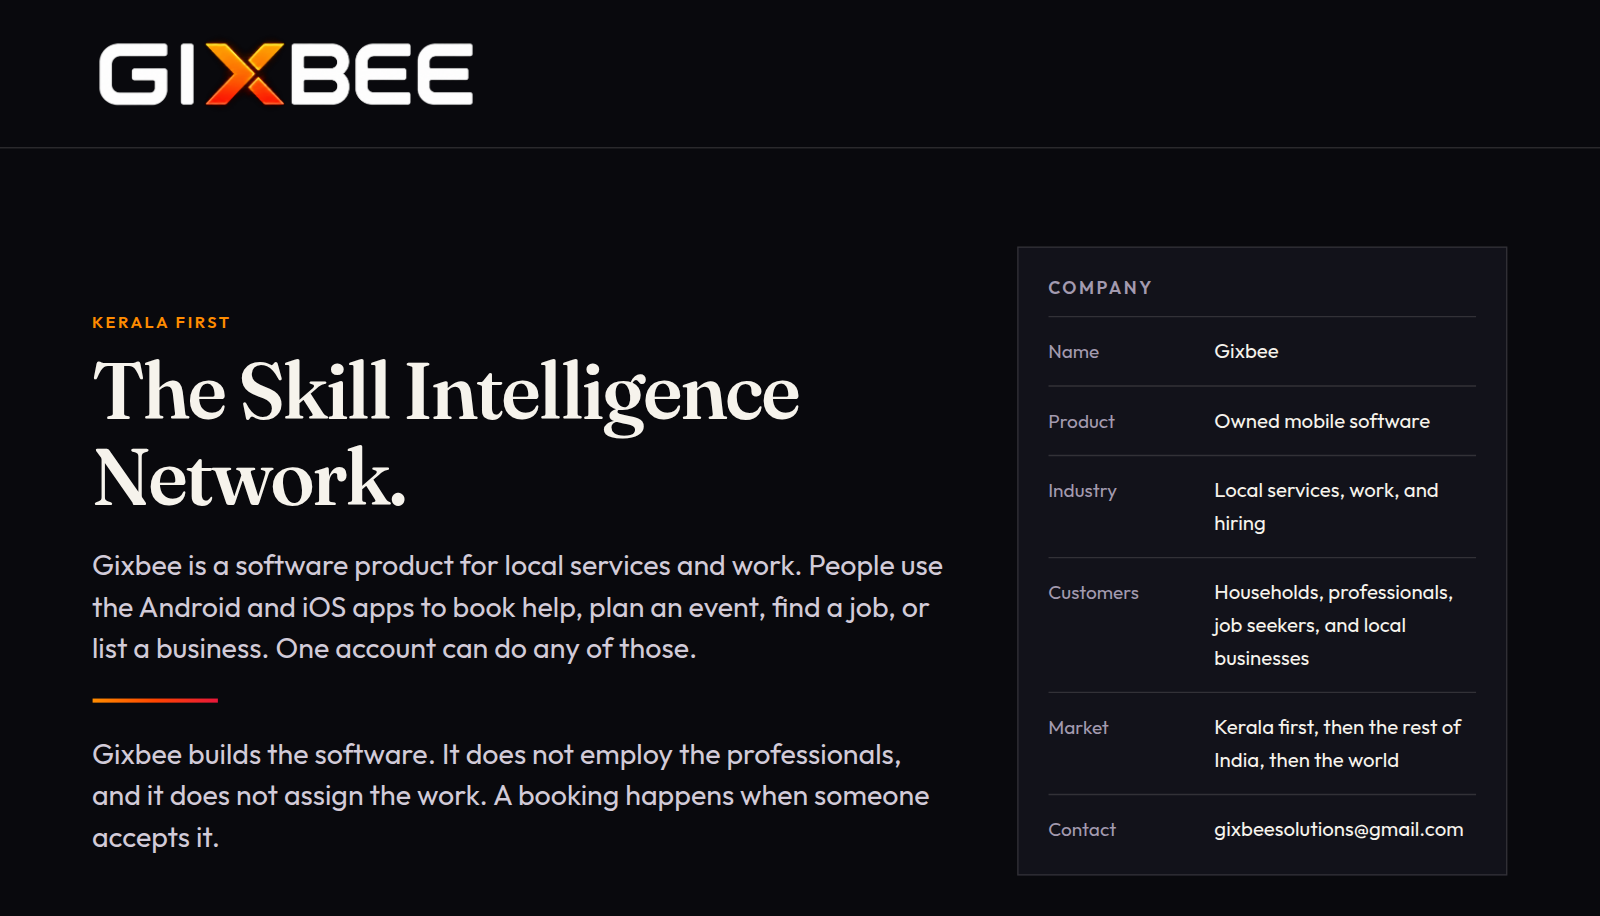 GIXBEE
KERALA FIRST
The Skill Intelligence
Network.
Gixbee is a software product for local services and work. People use
the Android and iOS apps to book help, plan an event, find a job, or
list a business. One account can do any of those.
Gixbee builds the software. It does not employ the professionals,
and it does not assign the work. A booking happens when someone
accepts it.
COMPANY
Name Gixbee
Product Owned mobile software
Industry Local services, work, and
hiring
Customers Households, professionals,
job seekers, and local
businesses
Market Kerala first, then the rest of
India, then the world
Contact gixbeesolutions@gmail.com